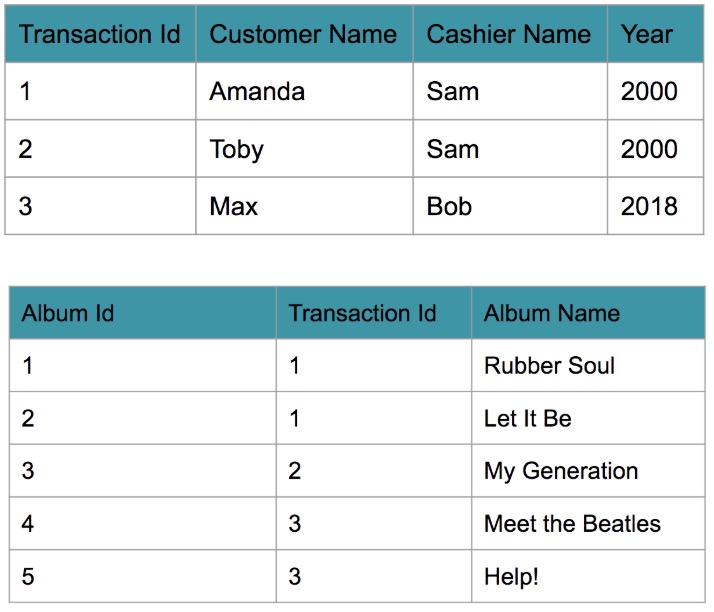 Transaction Id Customer Name Cashier Name Year
1 Amanda Sam 2000
2 Toby Sam 2000
3 Max Bob 2018
Album Id Transaction Id Album Name
1 1 Rubber Soul
2 1 Let It Be
3 2 My Generation
4 3 Meet the Beatles
5 3 Help!